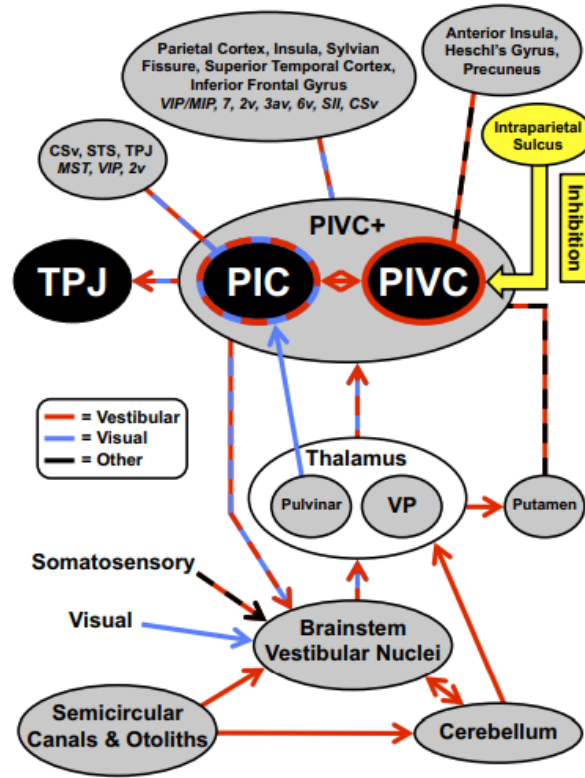 Parietal Cortex, Insula, Sylvian
Fissure, Superior Temporal Cortex,
Inferior Frontal Gyrus
VIP/MIP, 7, 2v, 3av, 6v, SII, CSv
Anterior Insula,
Heschl's Gyrus,
Precuneus
Intraparietal
Sulcus
Inhibition
CSv, STS, TPJ
MST, VIP, 2v
PIVC+
TPJ
PIC
PIVC
= Vestibular
= Visual
= Other
Thalamus
Pulvinar
VP
Putamen
Somatosensory
Visual
Brainstem
Vestibular Nuclei
Semicircular
Canals & Otoliths
Cerebellum